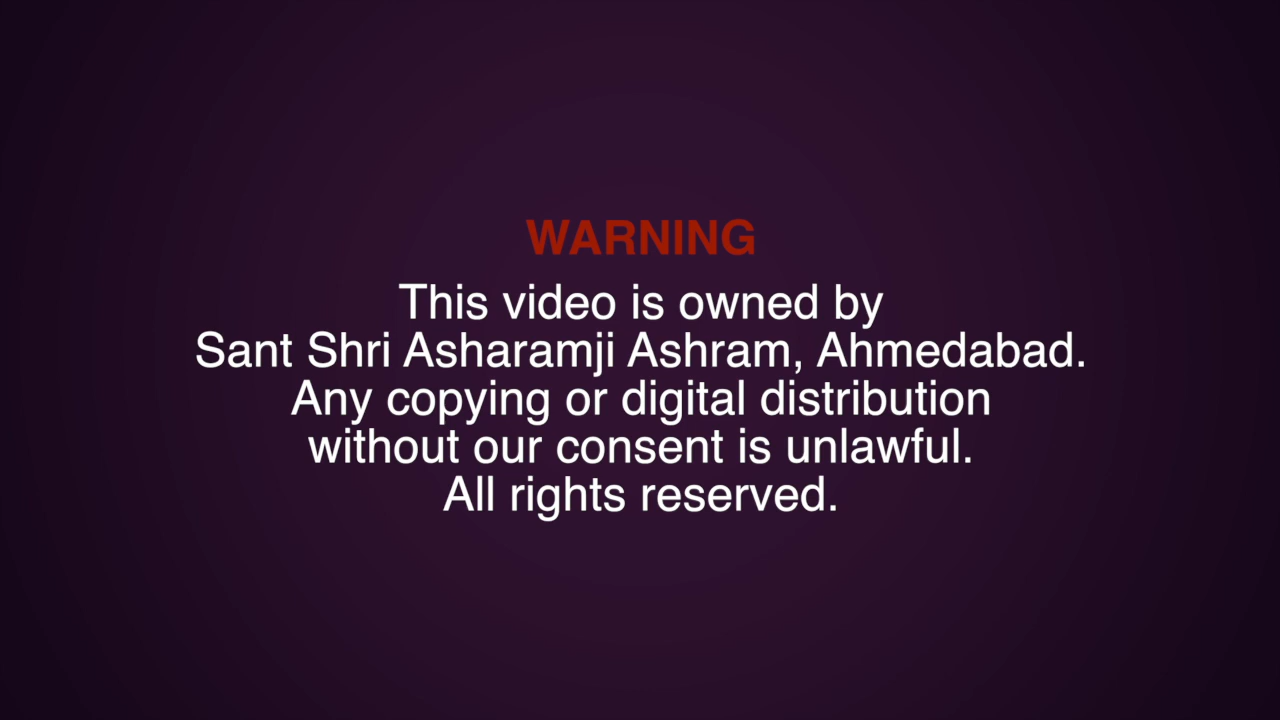 WARNING
This video is owned by
Sant Shri Asharamji Ashram, Ahmedabad.
Any copying or digital distribution
without our consent is unlawful.
All rights reserved.